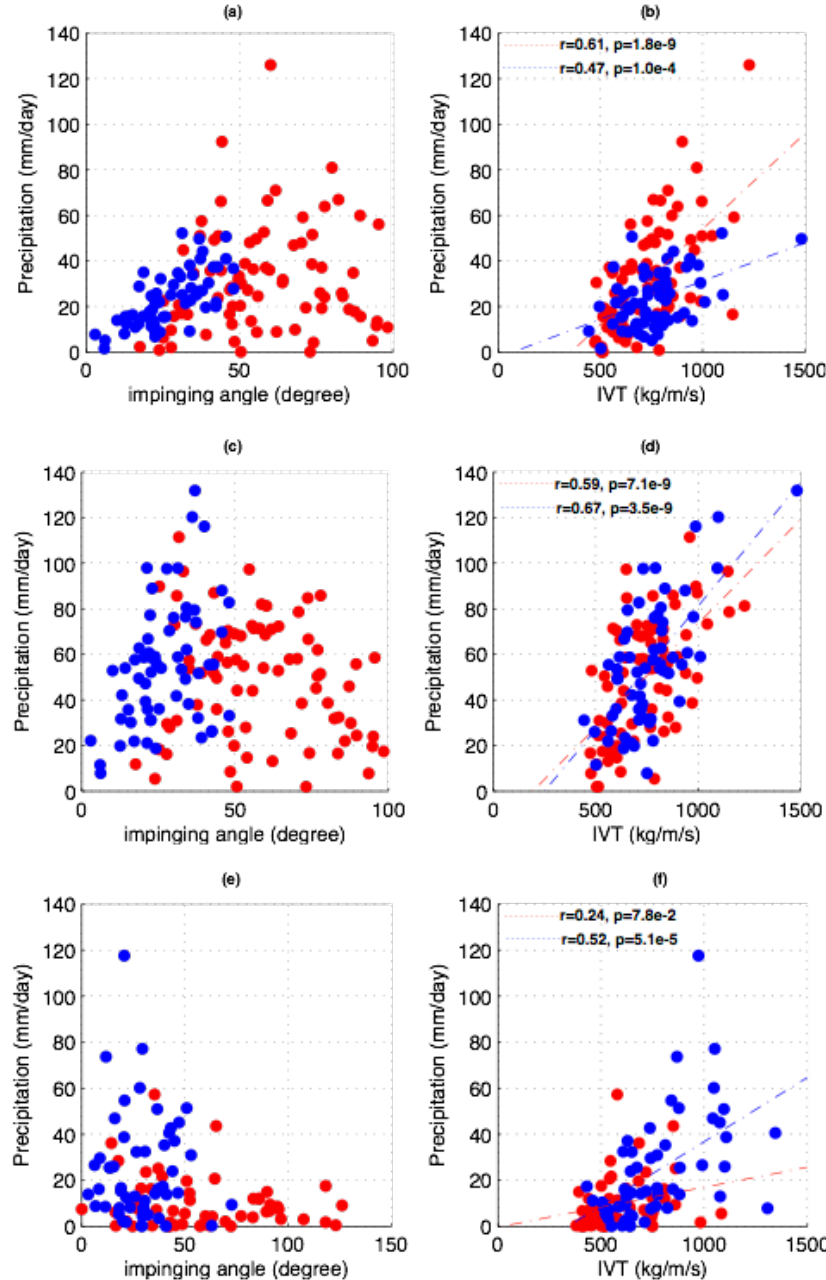 (a)
(b)
140
120
100
80
60
40
20
0
Precipitation (mm/day)
0
50
100
impinging angle (degree)
140
120
100
80
60
40
20
0
Precipitation (mm/day)
r=0.61, p=1.8e-9
r=0.47, p=1.0e-4
0
500
1000
1500
IVT (kg/m/s)
(c)
(d)
140
120
100
80
60
40
20
0
Precipitation (mm/day)
0
50
100
impinging angle (degree)
140
120
100
80
60
40
20
0
Precipitation (mm/day)
r=0.59, p=7.1e-9
r=0.67, p=3.5e-9
0
500
1000
1500
IVT (kg/m/s)
(e)
(f)
140
120
100
80
60
40
20
0
Precipitation (mm/day)
0
50
100
150
impinging angle (degree)
140
120
100
80
60
40
20
0
Precipitation (mm/day)
r=0.24, p=7.8e-2
r=0.52, p=5.1e-5
0
500
1000
1500
IVT (kg/m/s)